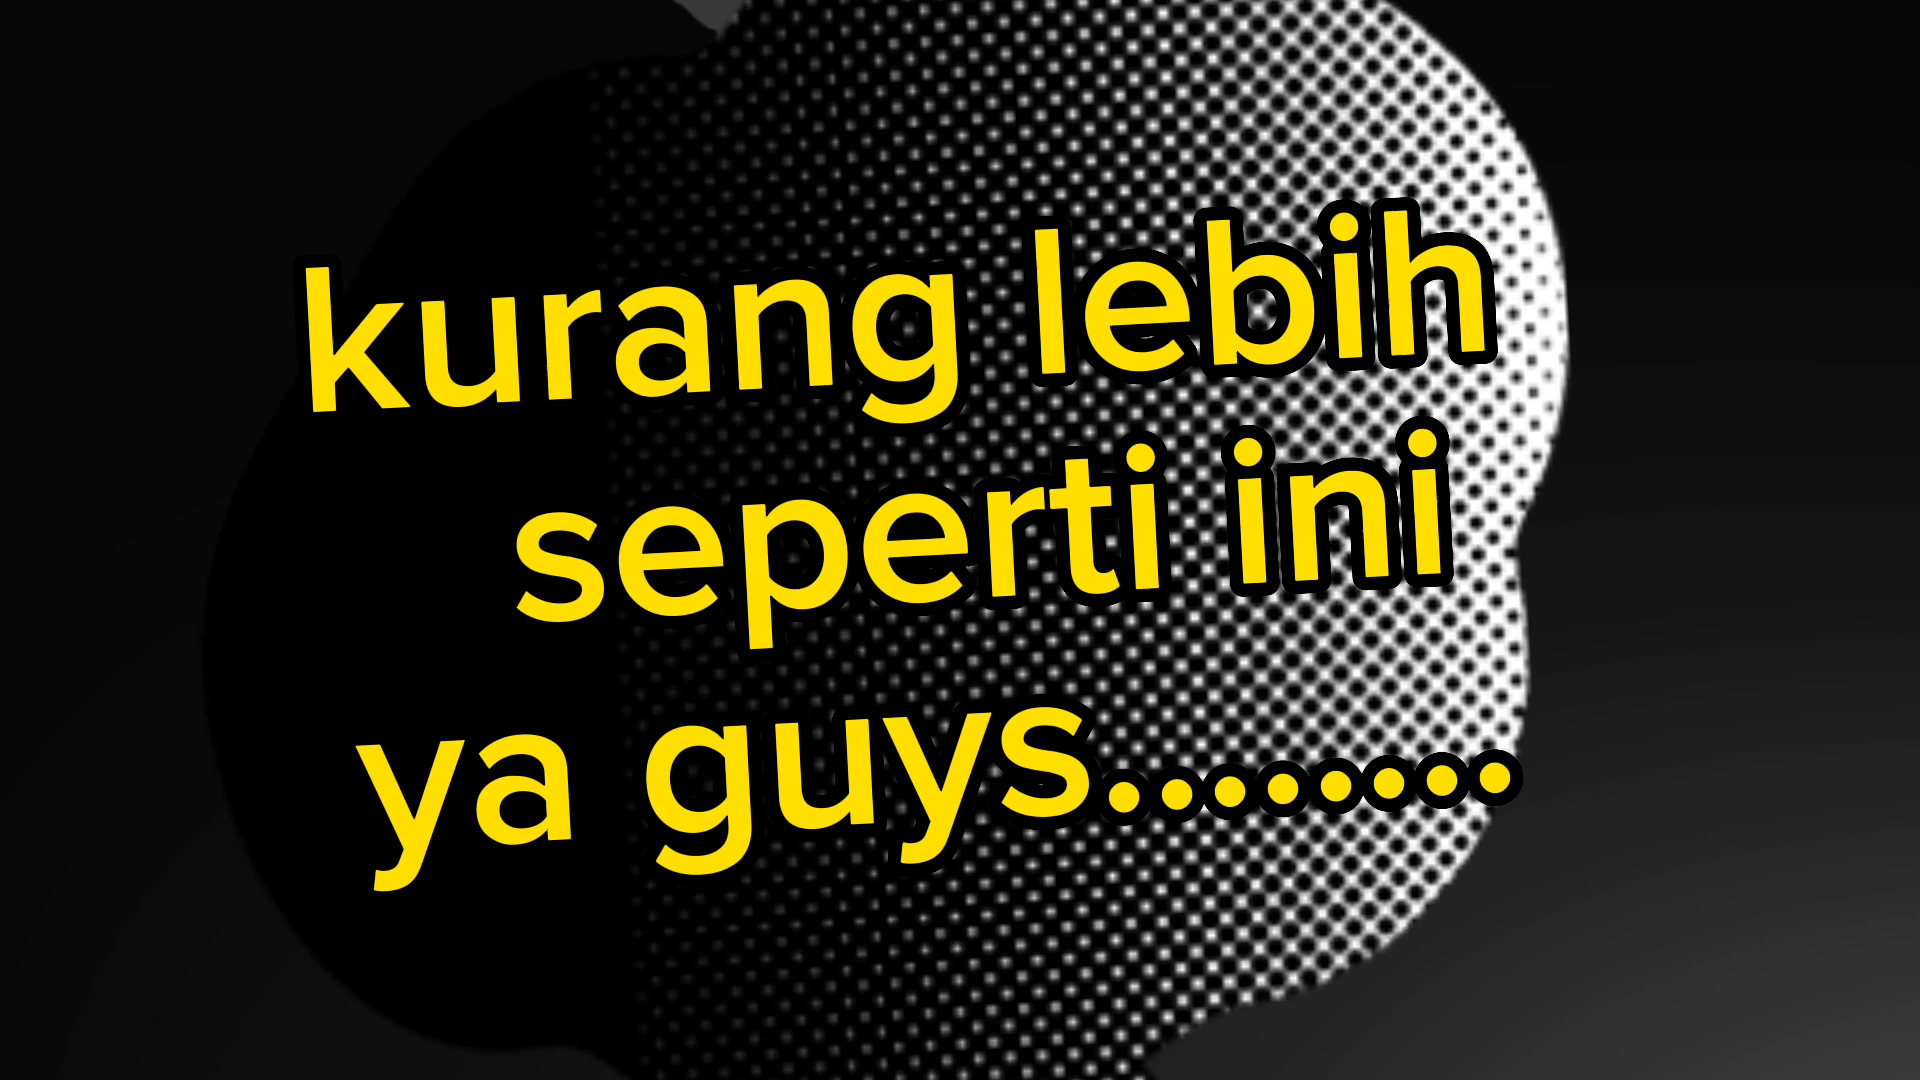 kurang lebih
seperti ini
ya guys........